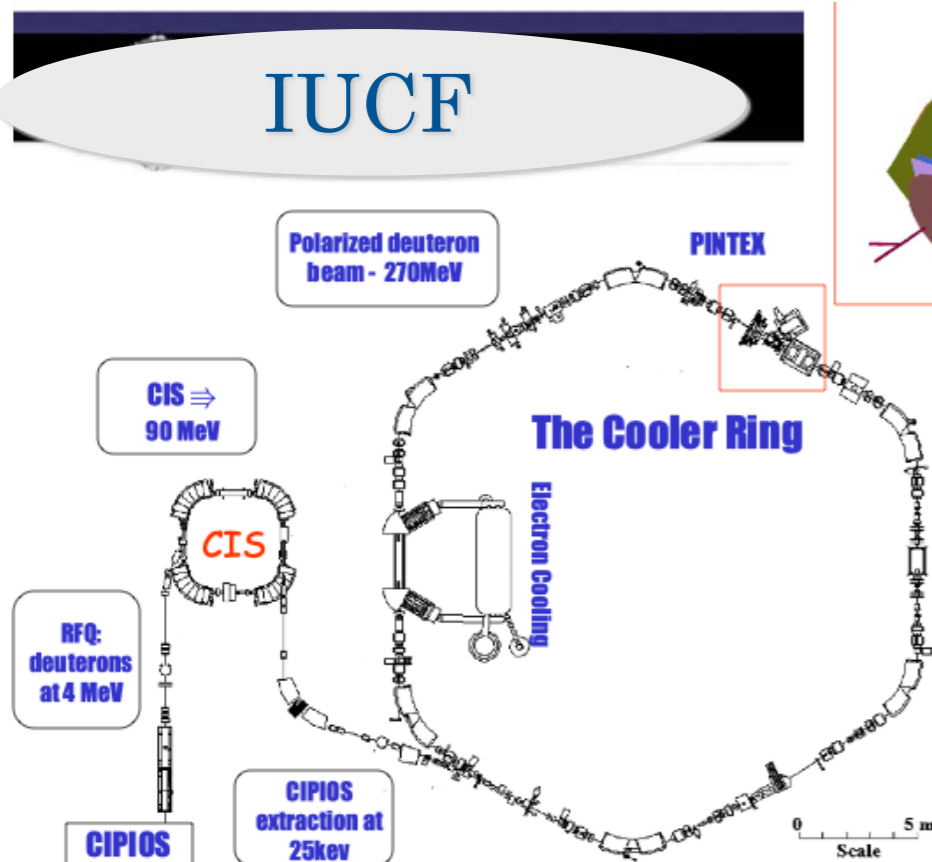 IUCF
Polarized deuteron
beam - 270MeV
PINTEX
CIS ⇛
90 MeV
The Cooler Ring
Electron Cooling
CIS
RFQ:
deuterons
at 4 MeV
CIPIOS
extraction at
25kev
CIPIOS
0 5 m
Scale